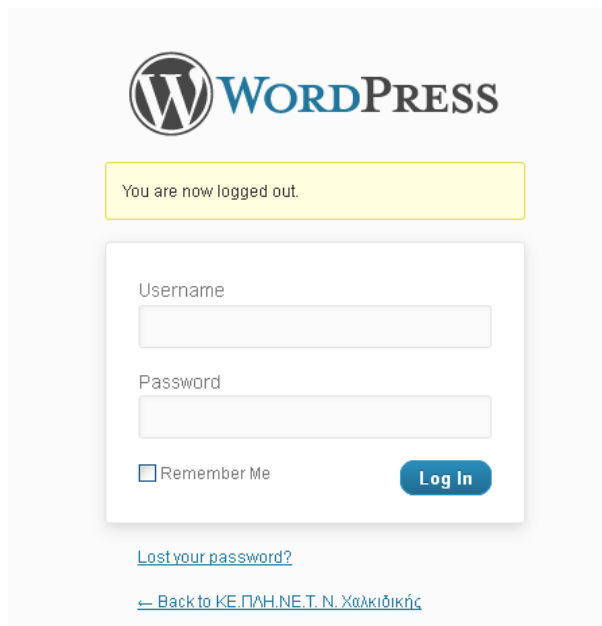 WORDPRESS
You are now logged out.
Username
Password
Remember Me
Log In
Lost your password?
← Back to ΚΕ.ΠΛΗ.ΝΕ.Τ. Ν. Χαλκιδικής